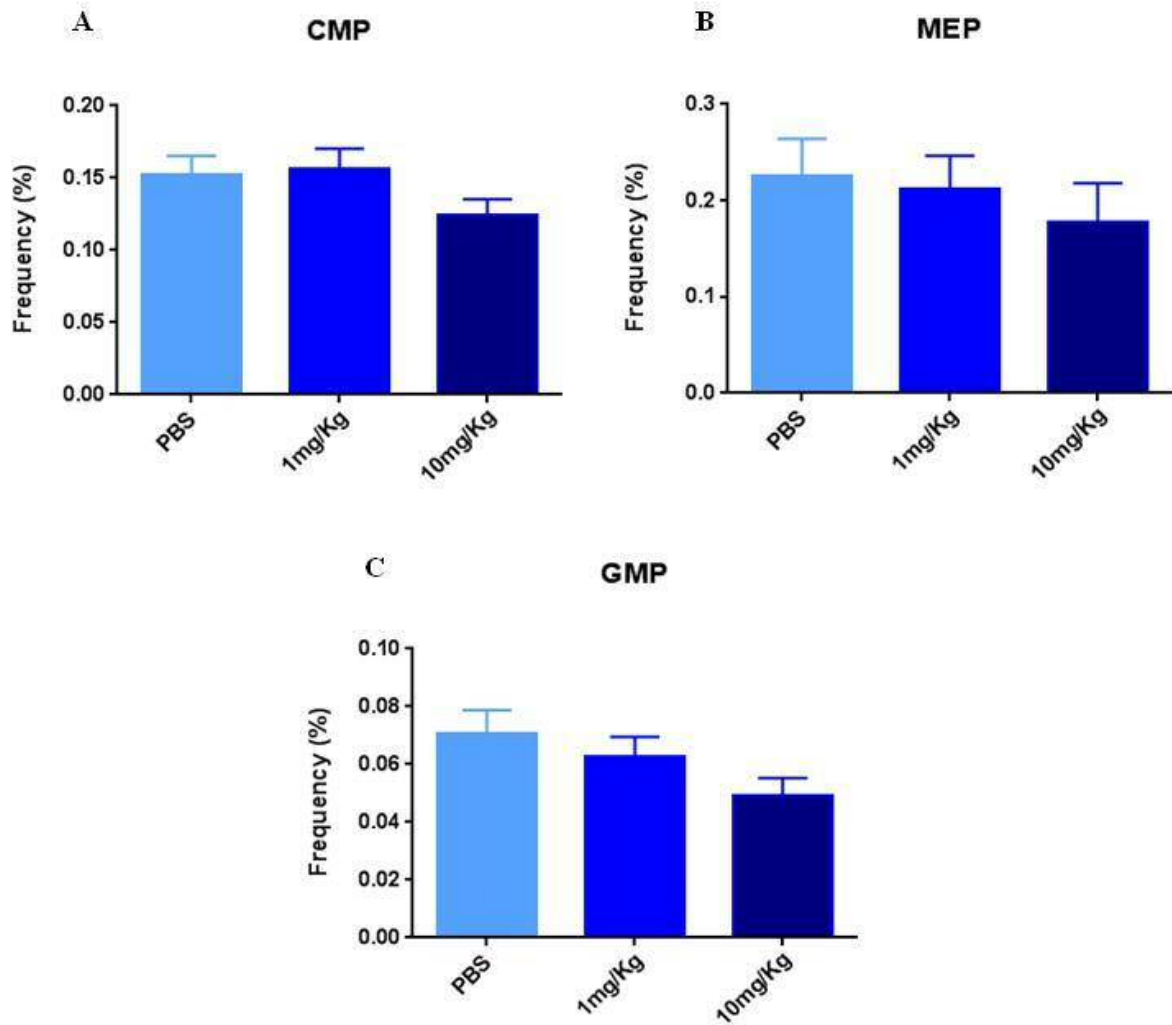 A
CMP
Frequency (%)
0.20
0.15
0.10
0.05
0.00
PBS
1mg/Kg
10mg/Kg
B
MEP
Frequency (%)
0.3
0.2
0.1
0.0
PBS
1mg/Kg
10mg/Kg
C
GMP
Frequency (%)
0.10
0.08
0.06
0.04
0.02
0.00
PBS
1mg/Kg
10mg/Kg